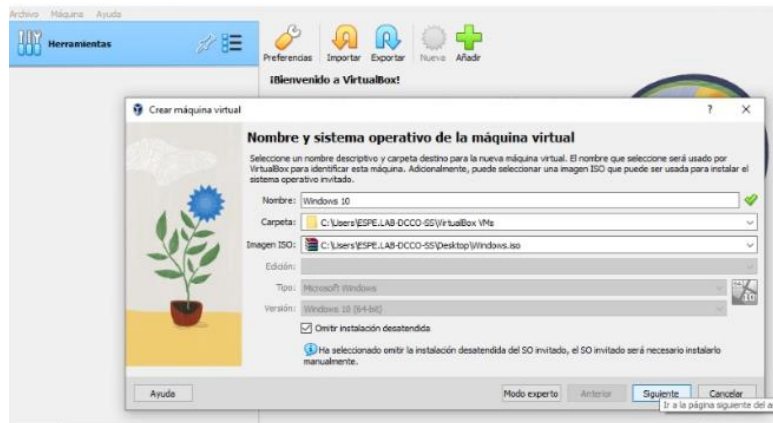 Archivo Máquina Ayuda
Herramientas
Preferencias Importar Exportar Nueva Añadir
¡Bienvenido a VirtualBox!
Crear máquina virtual
Nombre y sistema operativo de la máquina virtual
Seleccione un nombre descriptivo y carpeta destino para la nueva máquina virtual. El nombre que seleccione será usado por
VirtualBox para identificar esta máquina. Adicionalmente, puede seleccionar una imagen ISO que puede ser usada para instalar el
sistema operativo invitado.
Nombre: Windows 10
Carpeta: C:\Users\ESPE.LAB-DCCO-SS\VirtualBox VMs
Imagen ISO: C:\Users\ESPE.LAB-DCCO-SS\Desktop\Windows.iso
Edición:
Tipo: Microsoft Windows
Versión: Windows 10 (64-bit)
10
Omitir instalación desatendida
Ha seleccionado omitir la instalación desatendida del SO invitado, el SO invitado será necesario instalarlo
manualmente.
Ayuda Modo experto Anterior Siguiente Cancelar
Ir a la página siguiente del a